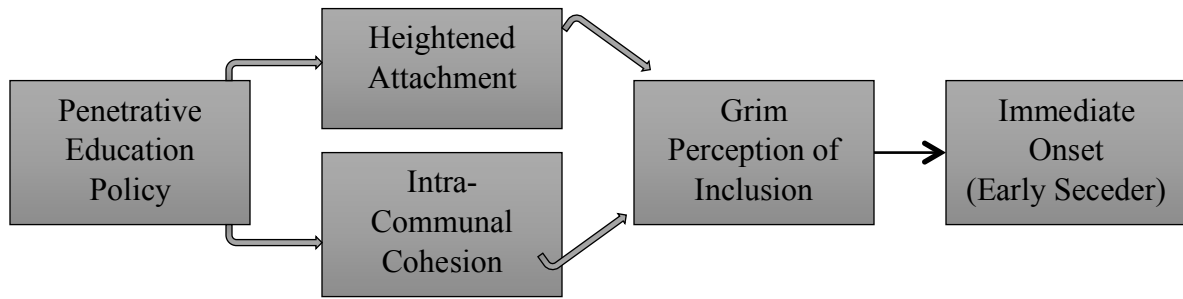 Penetrative
Education
Policy
Heightened
Attachment
Intra-
Communal
Cohesion
Grim
Perception of
Inclusion
Immediate
Onset
(Early Seceder)